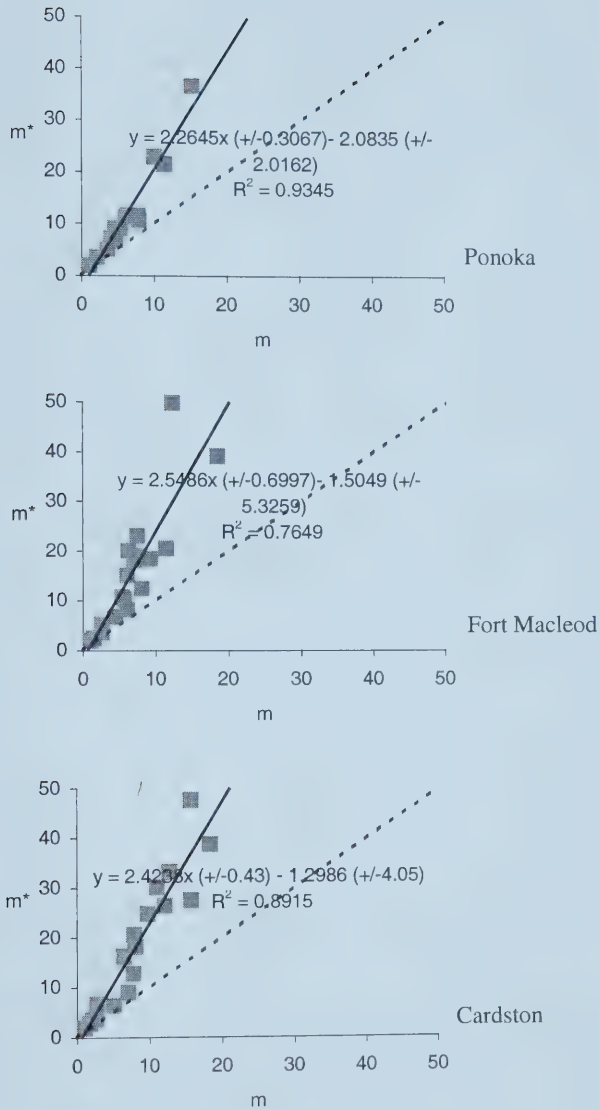 50
40
m*
30
y = 2.2645x (+/-0.3067)- 2.0835 (+/-
2.0162)
R² = 0.9345
20
10
0
Ponoka
0 10 20 30 40 50
m
50
40
y = 2.5486x (+/-0.6997)- 1.5049 (+/-
5.3259)
R² = 0.7649
30
m*
20
10
0
Fort Macleod
0 10 20 30 40 50
m
50
40
y = 2.4238x (+/-0.43) - 1.2986 (+/-4.05)
R² = 0.8915
30
m*
20
10
0
Cardston
0 10 20 30 40 50
m